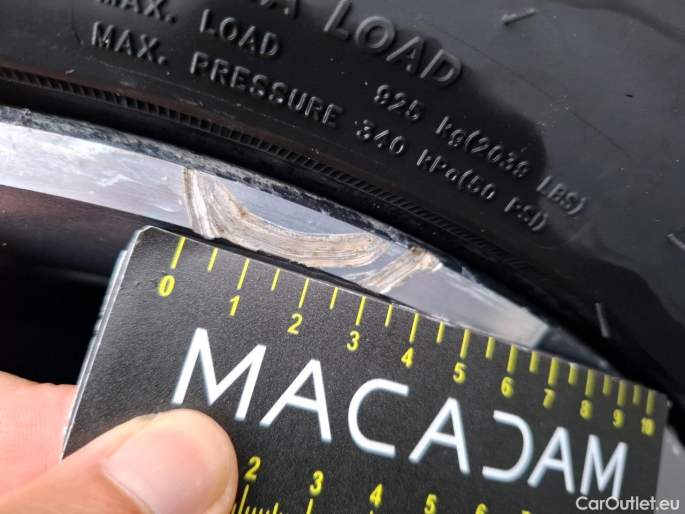 LOAD
MAX. LOAD 925 kg(2039 LBS)
MAX. PRESSURE 340 kPa(50 PSI)
0 1 2 3 4 5 6 7 8 9 10
MACADAM
2 3 4 5 6
CarOutlet.eu